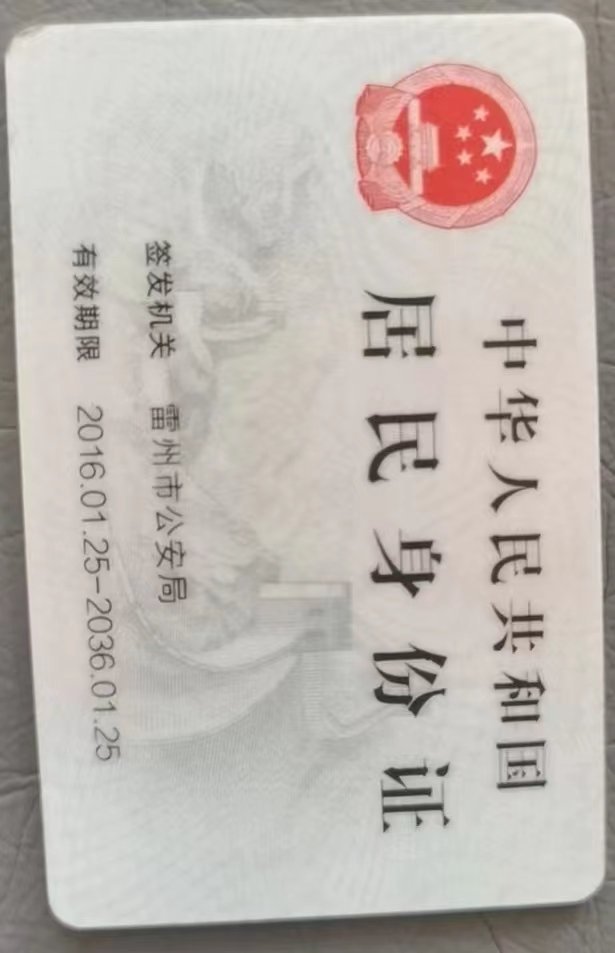 中华人民共和国
居民身份证
签发机关 雷州市公安局
有效期限 2016.01.25-2036.01.25